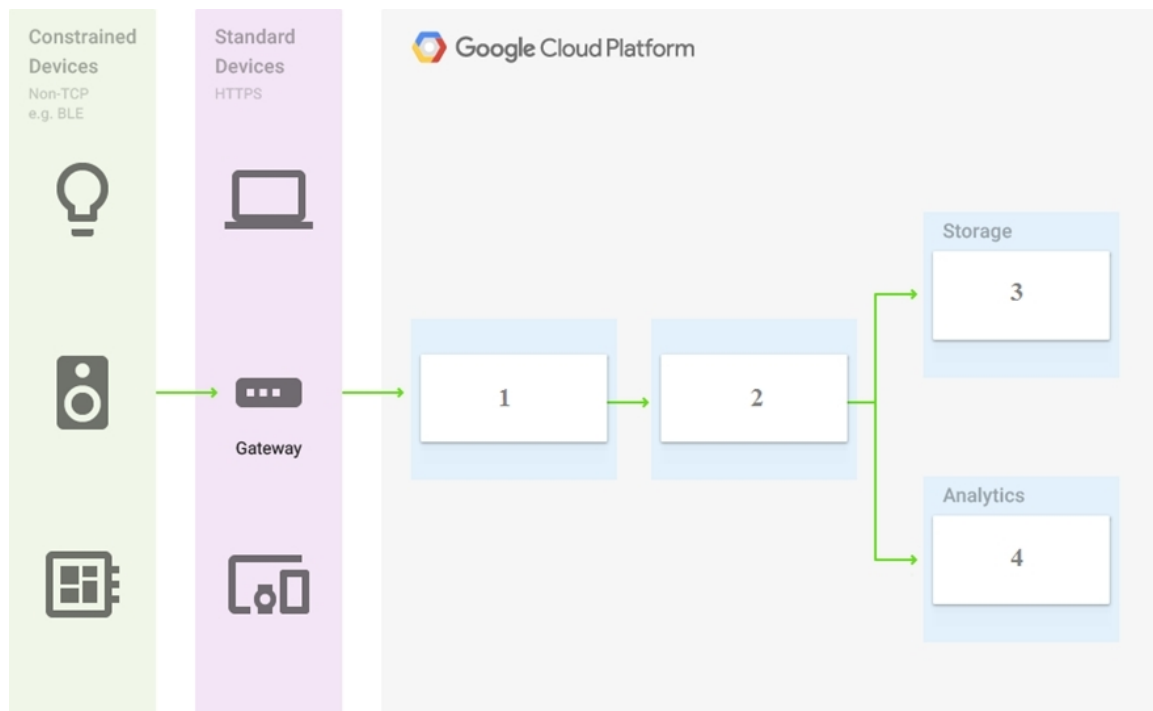 Constrained
Devices
Non-TCP
e.g. BLE
Standard
Devices
HTTPS
Gateway
Google Cloud Platform
1
2
Storage
3
Analytics
4